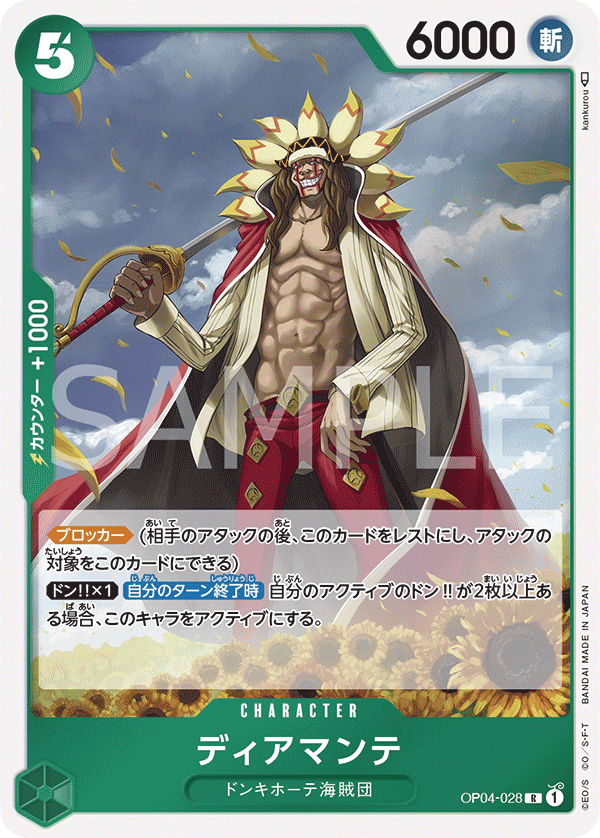 5
6000 斬
kankurou
カウンター +1000
SAMPLE
ブロッカー (相手のアタックの後、このカードをレストにし、アタックの
対象をこのカードにできる)
ドン!!×1 自分のターン終了時 自分のアクティブのドン!!が2枚以上あ
る場合、このキャラをアクティブにする。
CHARACTER
ディアマンテ
ドンキホーテ海賊団
OP04-028 R 1
©E.O/S. ©O/S・F・T BANDAI MADE IN JAPAN